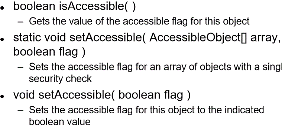 • boolean isAccessible( )
– Gets the value of the accessible flag for this object
• static void setAccessible( AccessibleObject[] array,
boolean flag )
– Sets the accessible flag for an array of objects with a singl
security check
• void setAccessible( boolean flag )
– Sets the accessible flag for this object to the indicated
boolean value